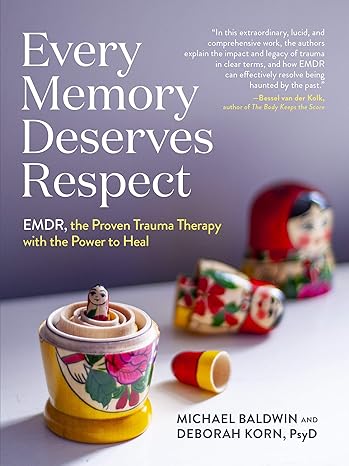 Every
Memory
Deserves
Respect
EMDR, the Proven Trauma Therapy
with the Power to Heal
"In this extraordinary, lucid, and
comprehensive work, the authors
explain the impact and legacy of trauma
in clear terms, and how EMDR
can effectively resolve being
haunted by the past."
—Bessel van der Kolk,
author of The Body Keeps the Score
MICHAEL BALDWIN AND
DEBORAH KORN, PsyD